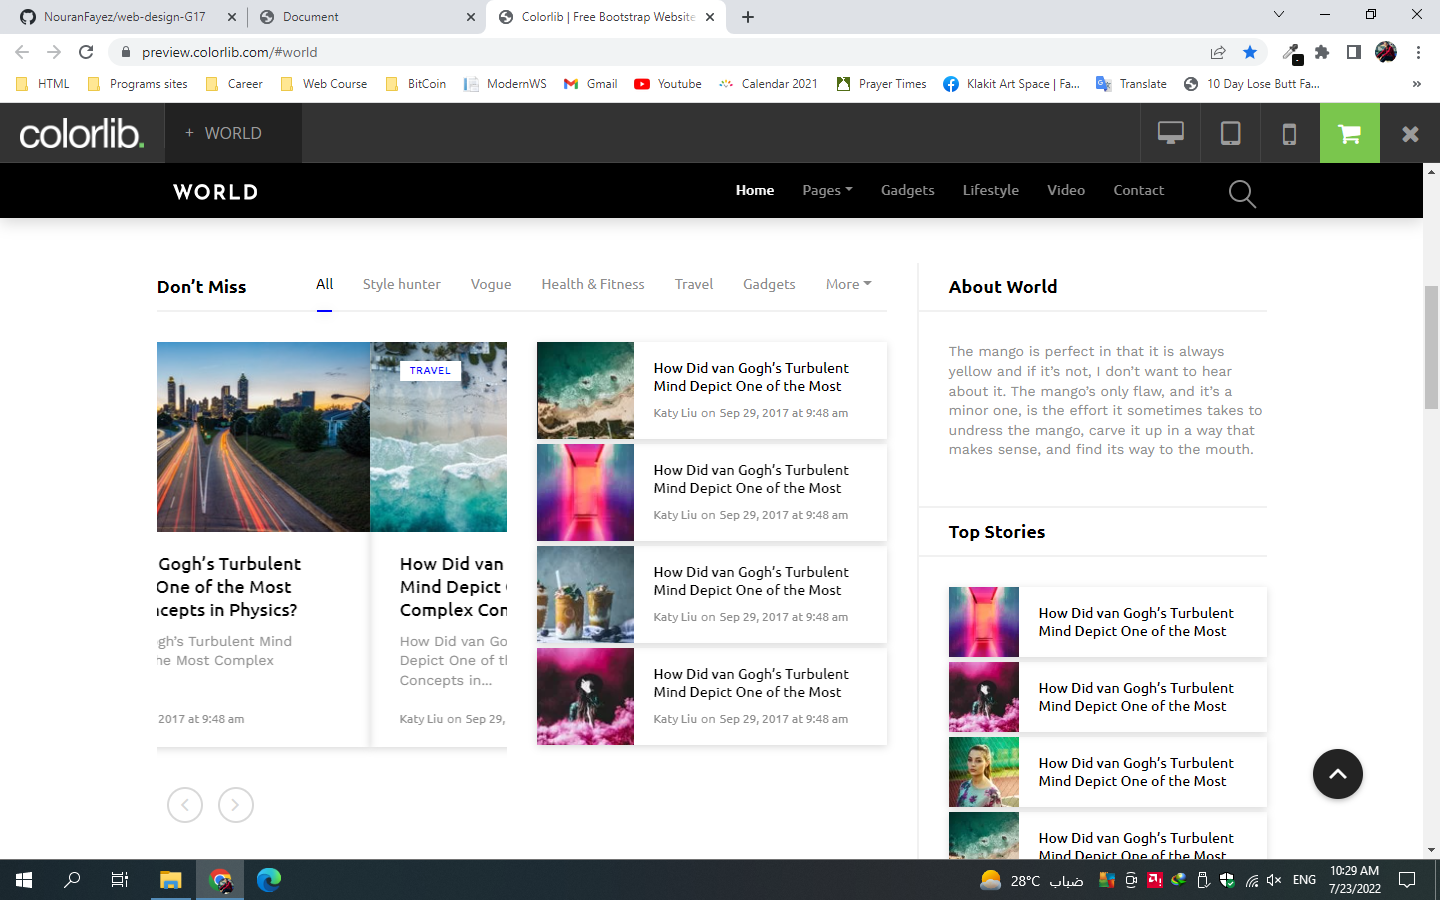 NouranFayez/web-design-G17
Document
Colorlib | Free Bootstrap Website
preview.colorlib.com/#world
HTML
Programs sites
Career
Web Course
BitCoin
ModernWS
Gmail
Youtube
Calendar 2021
Prayer Times
Klakit Art Space | Fa...
Translate
10 Day Lose Butt Fa...
»
colorlib.
+ WORLD
WORLD
Home
Pages
Gadgets
Lifestyle
Video
Contact
Don't Miss
All
Style hunter
Vogue
Health & Fitness
Travel
Gadgets
More
TRAVEL
Gogh's Turbulent
One of the Most
ncepts in Physics?
gh's Turbulent Mind
he Most Complex
2017 at 9:48 am
How Did van
Mind Depict
Complex Con
How Did van Go
Depict One of th
Concepts in...
Katy Liu on Sep 29,
How Did van Gogh's Turbulent
Mind Depict One of the Most
Katy Liu on Sep 29, 2017 at 9:48 am
How Did van Gogh's Turbulent
Mind Depict One of the Most
Katy Liu on Sep 29, 2017 at 9:48 am
How Did van Gogh's Turbulent
Mind Depict One of the Most
Katy Liu on Sep 29, 2017 at 9:48 am
How Did van Gogh's Turbulent
Mind Depict One of the Most
Katy Liu on Sep 29, 2017 at 9:48 am
About World
The mango is perfect in that it is always
yellow and if it's not, I don't want to hear
about it. The mango's only flaw, and it's a
minor one, is the effort it sometimes takes to
undress the mango, carve it up in a way that
makes sense, and find its way to the mouth.
Top Stories
How Did van Gogh's Turbulent
Mind Depict One of the Most
How Did van Gogh's Turbulent
Mind Depict One of the Most
How Did van Gogh's Turbulent
Mind Depict One of the Most
How Did van Gogh's Turbulent
Mind Depict One of the Most
28°C ضباب
ENG
10:29 AM
7/23/2022